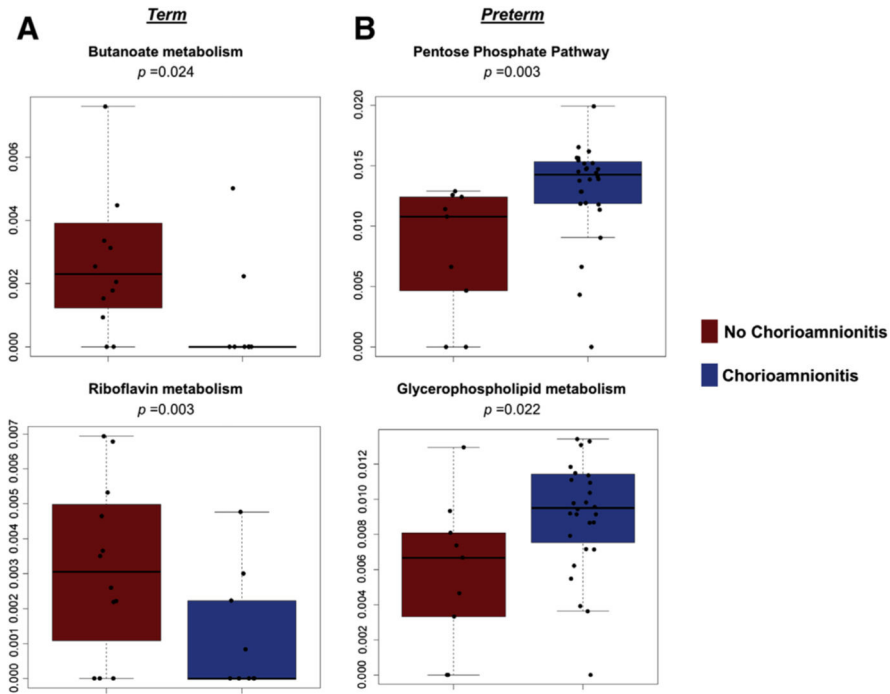 Term
Preterm
A
B
Butanoate metabolism
p =0.024
Pentose Phosphate Pathway
p =0.003
0.006
0.004
0.002
0.000
0.020
0.015
0.010
0.005
0.000
No Chorioamnionitis
Chorioamnionitis
Riboflavin metabolism
p =0.003
Glycerophospholipid metabolism
p =0.022
0.007
0.006
0.005
0.004
0.003
0.002
0.001
0.000
0.012
0.010
0.008
0.006
0.004
0.002
0.000